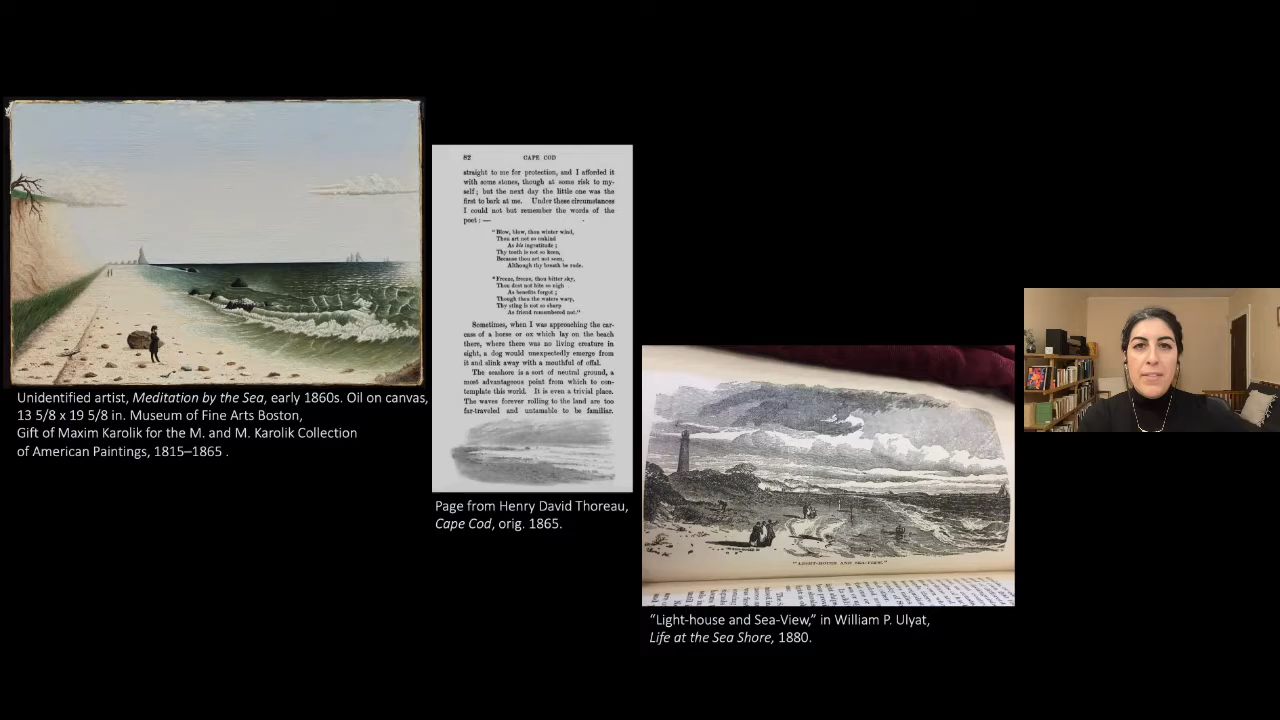 Unidentified artist, Meditation by the Sea, early 1860s. Oil on canvas,
13 5/8 x 19 5/8 in. Museum of Fine Arts Boston,
Gift of Maxim Karolik for the M. and M. Karolik Collection
of American Paintings, 1815–1865 .
82 CAPE COD
straight to me for protection, and I afforded it
with some stones, though at some risk to my-
self; but the next day the little one was the
first to bark at me. Under these circumstances
I could not but remember the words of the
poet: —
"Blow, blow, thou winter wind,
Thou art not so unkind
As his ingratitude;
Thy tooth is not so keen,
Because thou art not seen,
Although thy breath be rude.
"Freeze, freeze, thou bitter sky,
Thou dost not bite so nigh
As benefits forgot;
Though thou the waters warp,
Thy sting is not so sharp
As friend remembered not."
Sometimes, when I was approaching the car-
case of a horse or ox which lay on the beach
there, where there was no living creature in
sight, a dog would unexpectedly emerge from
it and slink away with a mouthful of offal.
The seashore is a sort of neutral ground, a
most advantageous point from which to con-
template this world. It is even a trivial place.
The waves forever rolling to the land are too
far-traveled and untamable to be familiar.
Page from Henry David Thoreau,
Cape Cod, orig. 1865.
"LIGHT-HOUSE AND SEA-VIEW."
“Light-house and Sea-View,” in William P. Ulyat,
Life at the Sea Shore, 1880.